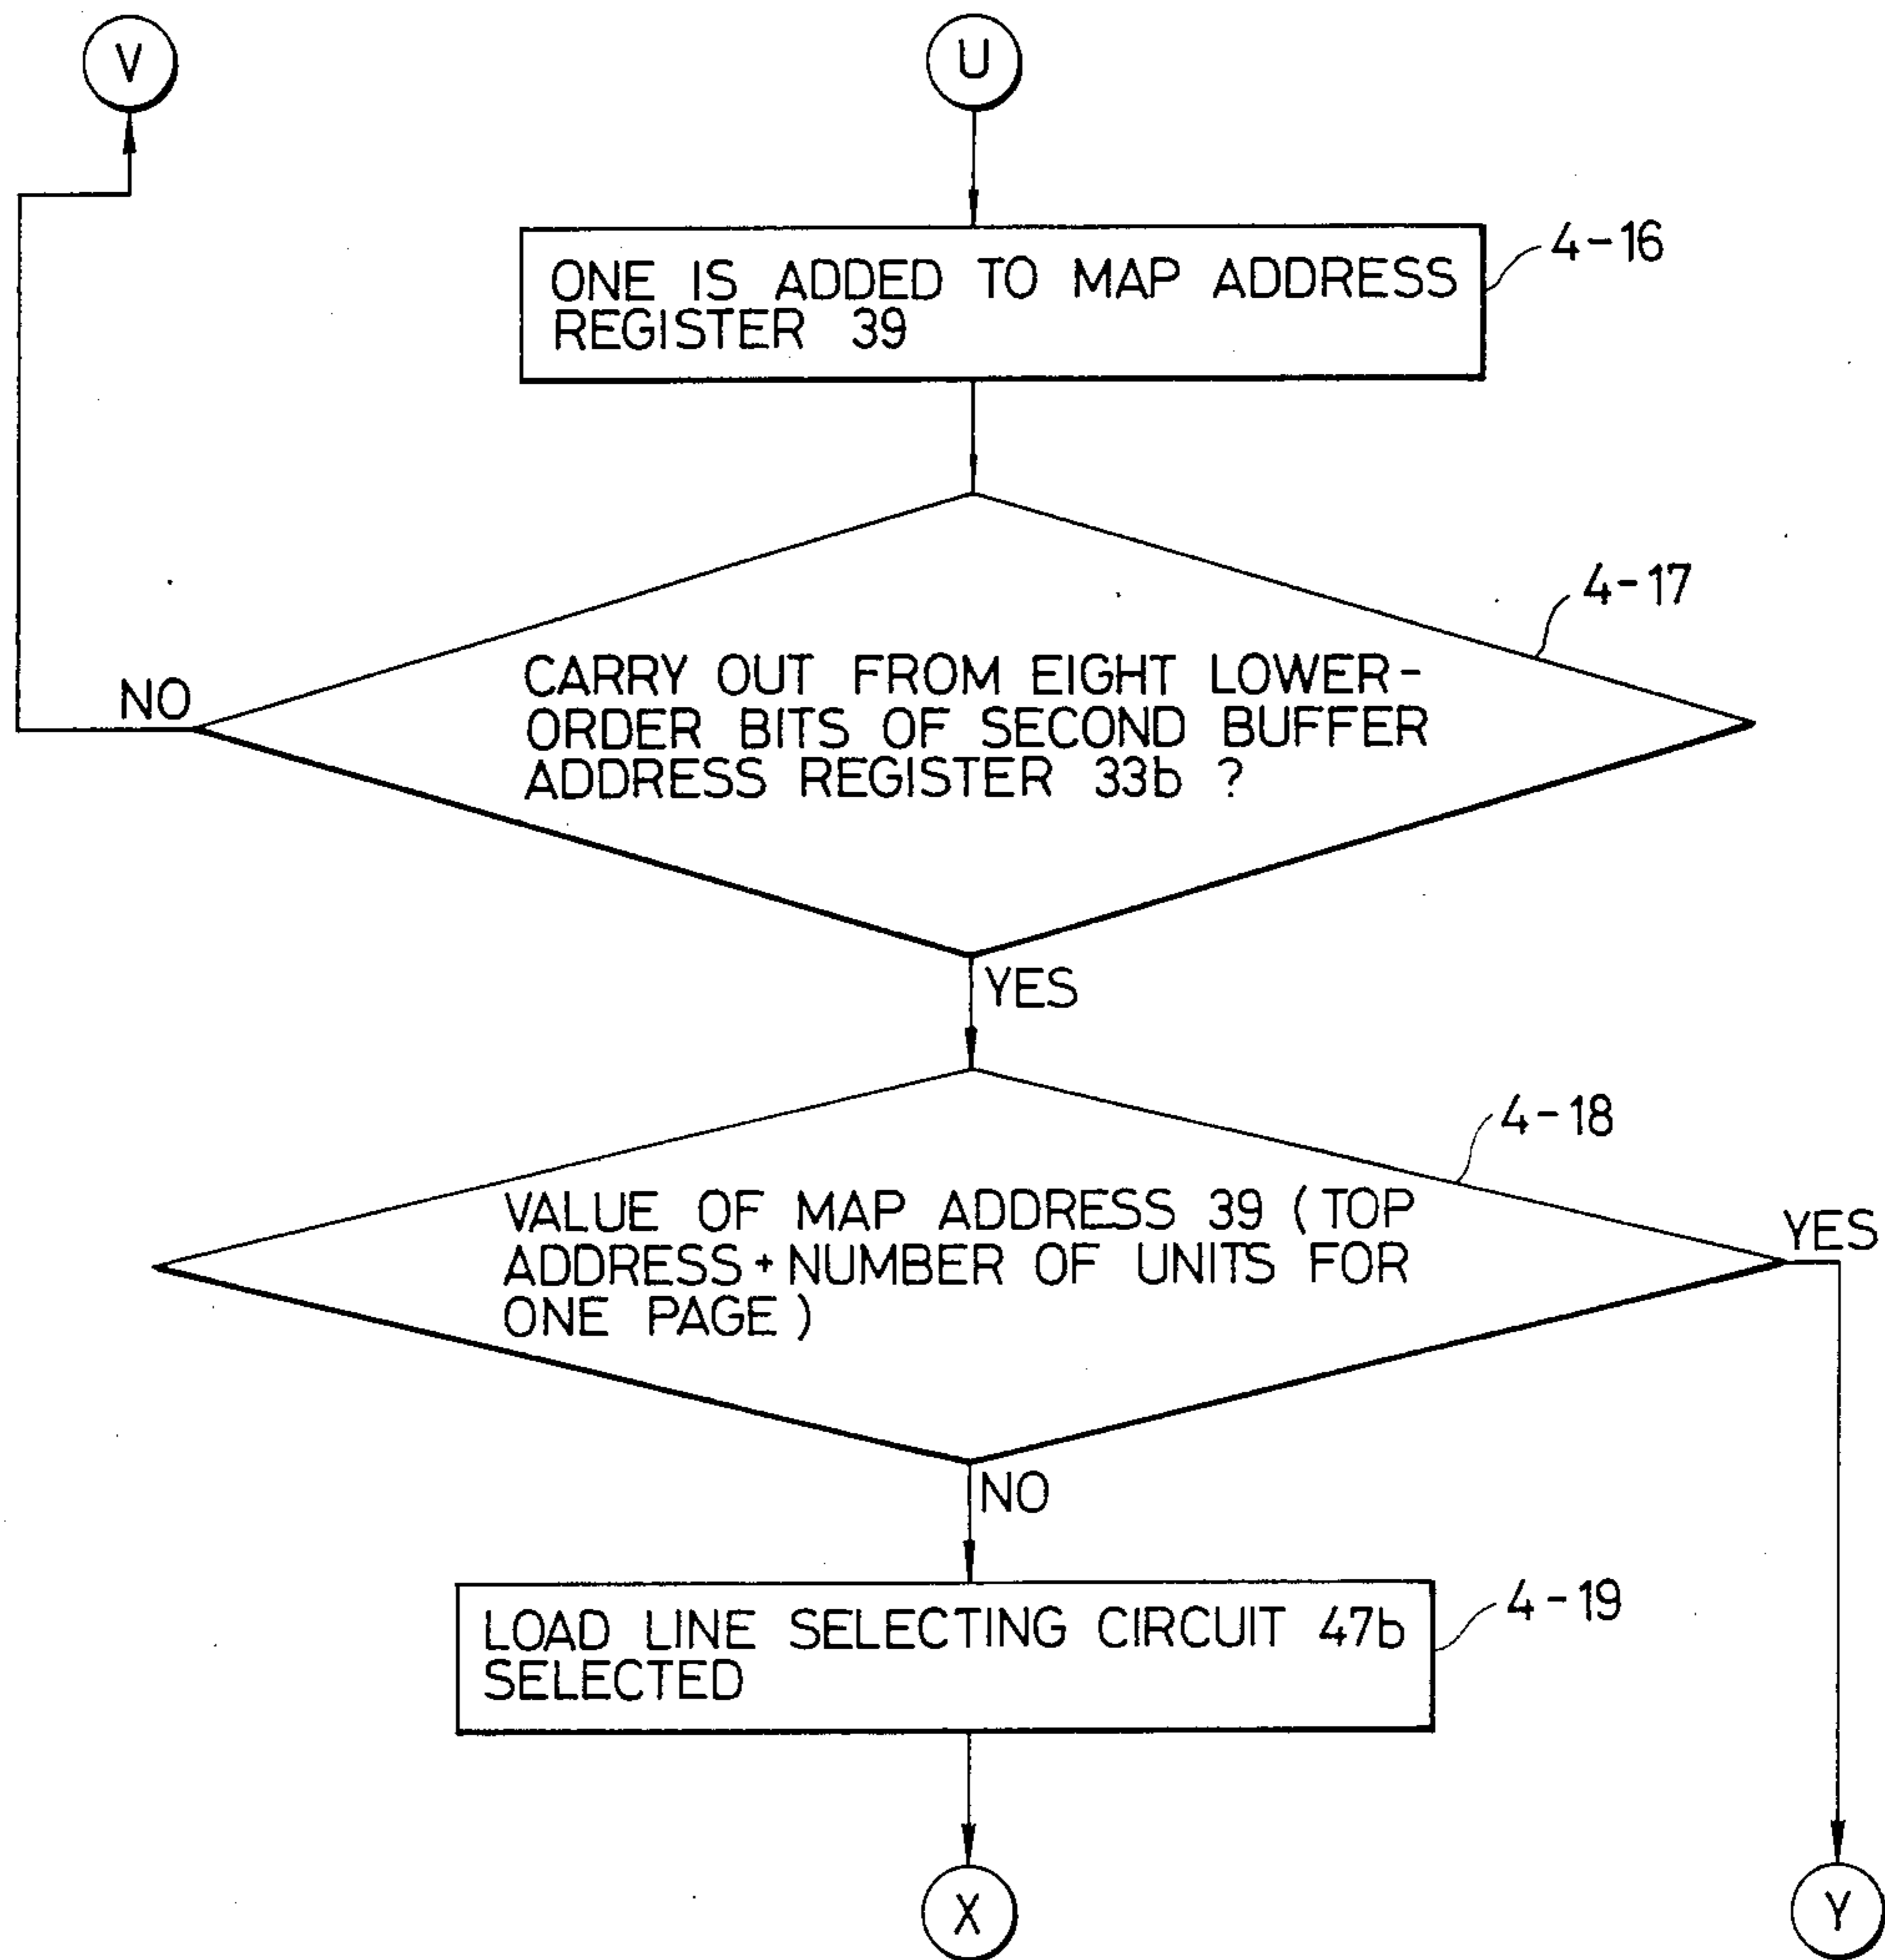 V
U
ONE IS ADDED TO MAP ADDRESS
REGISTER 39
4-16
4-17
CARRY OUT FROM EIGHT LOWER-
ORDER BITS OF SECOND BUFFER
ADDRESS REGISTER 33b ?
NO
YES
4-18
VALUE OF MAP ADDRESS 39 (TOP
ADDRESS+NUMBER OF UNITS FOR
ONE PAGE)
YES
NO
LOAD LINE SELECTING CIRCUIT 47b
SELECTED
4-19
X
Y